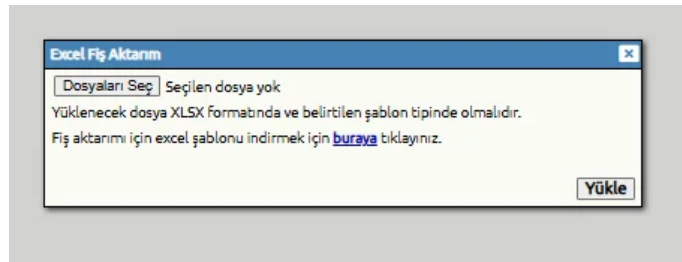 Excel Fiş Aktarım
Dosyaları Seç Seçilen dosya yok
Yüklenecek dosya XLSX formatında ve belirtilen şablon tipinde olmalıdır.
Fiş aktarımı için excel şablonu indirmek için buraya tıklayınız.
Yükle